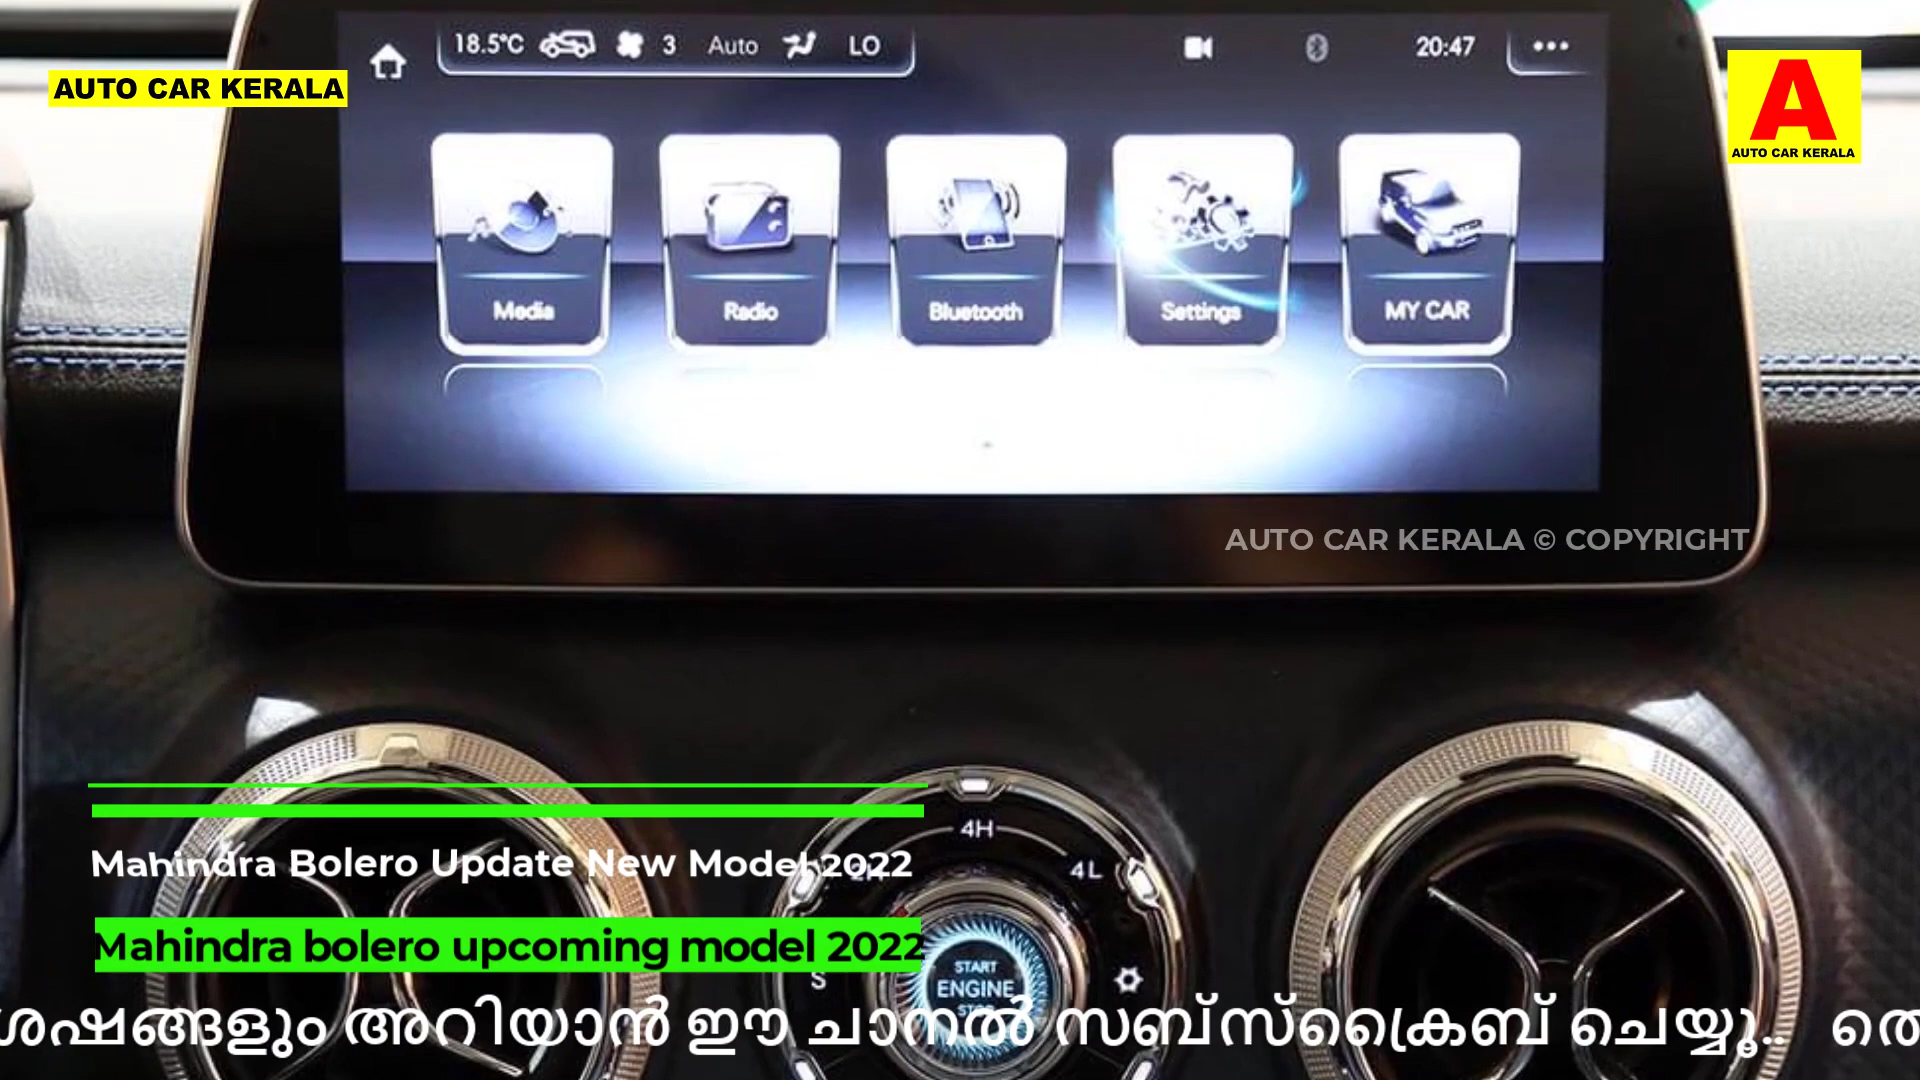 18.5°C 3 Auto LO 20:47
AUTO CAR KERALA
A
AUTO CAR KERALA
Media Radio Bluetooth Settings MY CAR
AUTO CAR KERALA © COPYRIGHT
4H
4L
Mahindra Bolero Update New Model 2022
Mahindra bolero upcoming model 2022
S
START
ENGINE
STOP
ശഷങ്ങളും അറിയാൻ ഈ ചാനൽ സബ്സ്ക്രൈബ് ചെയ്യൂ..